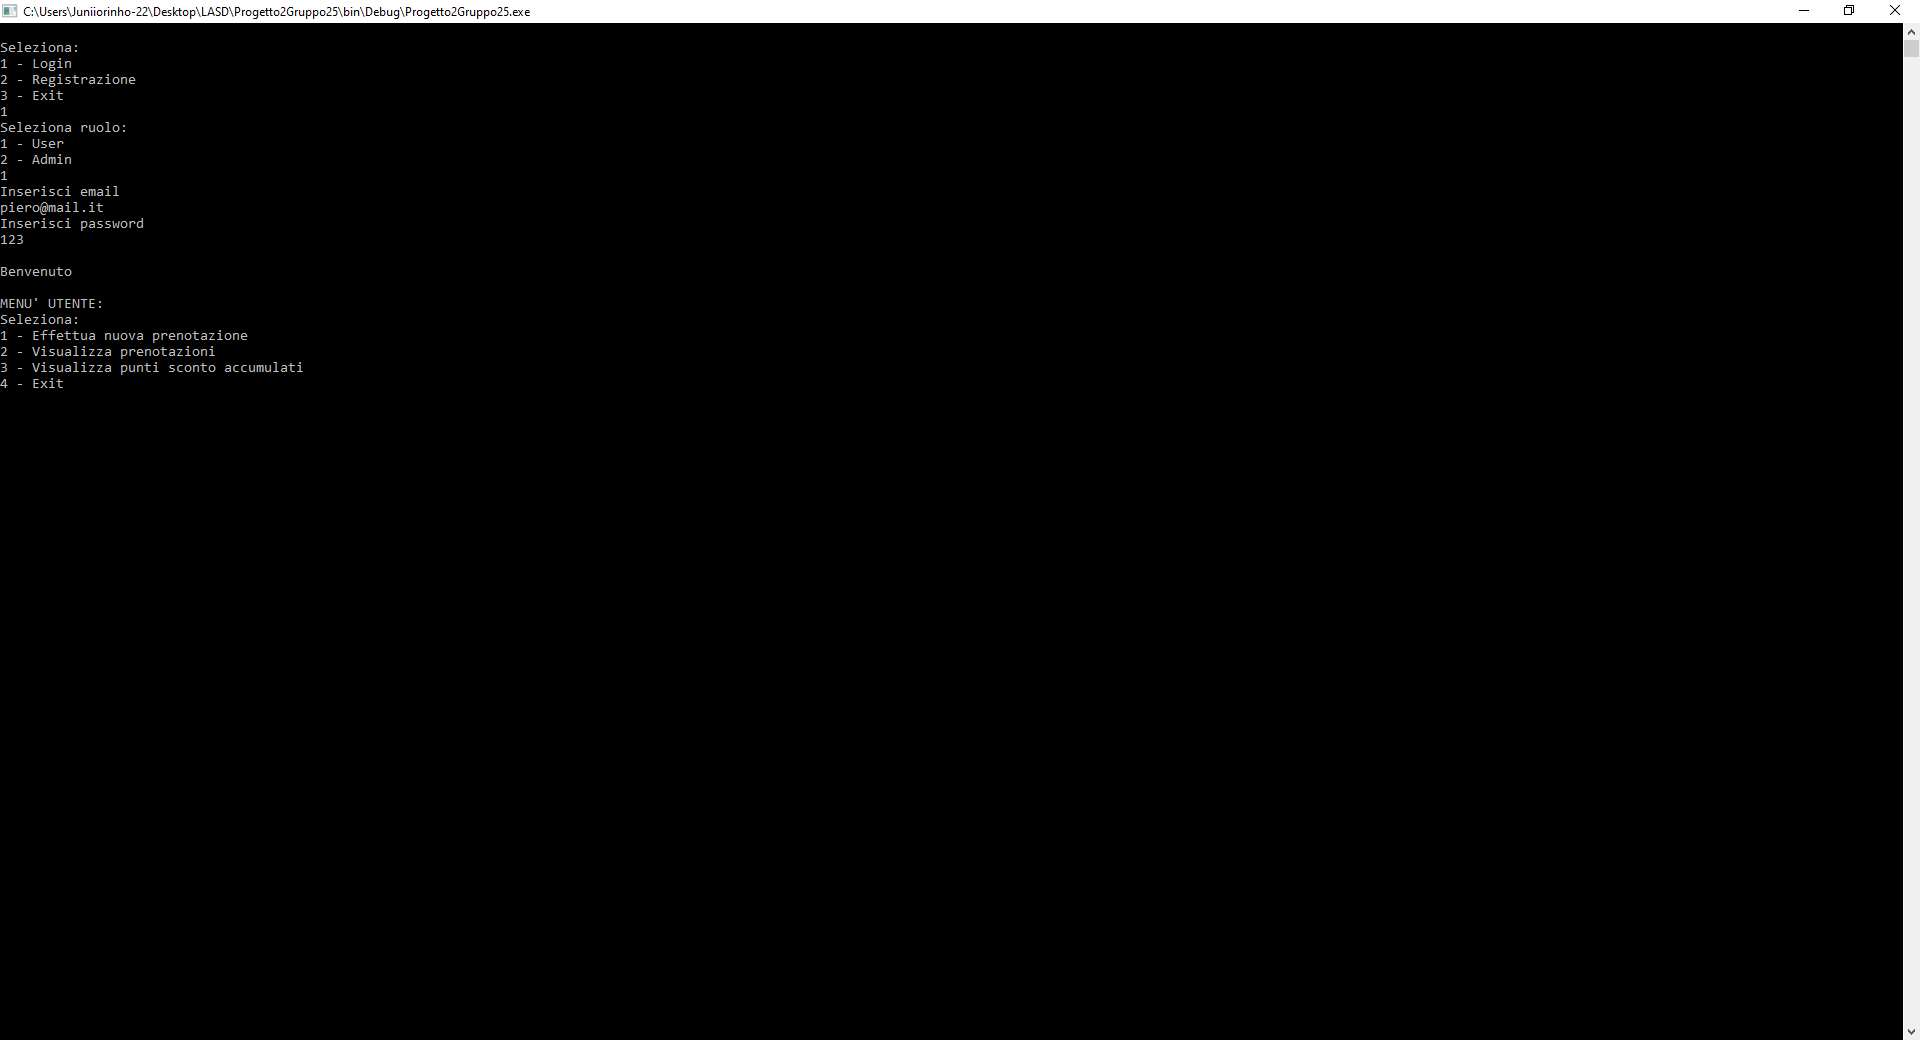 C:\Users\Juniiorinho-22\Desktop\LASD\Progetto2Gruppo25\bin\Debug\Progetto2Gruppo25.exe
Seleziona:
1 - Login
2 - Registrazione
3 - Exit
1
Seleziona ruolo:
1 - User
2 - Admin
1
Inserisci email
piero@mail.it
Inserisci password
123
Benvenuto
MENU' UTENTE:
Seleziona:
1 - Effettua nuova prenotazione
2 - Visualizza prenotazioni
3 - Visualizza punti sconto accumulati
4 - Exit